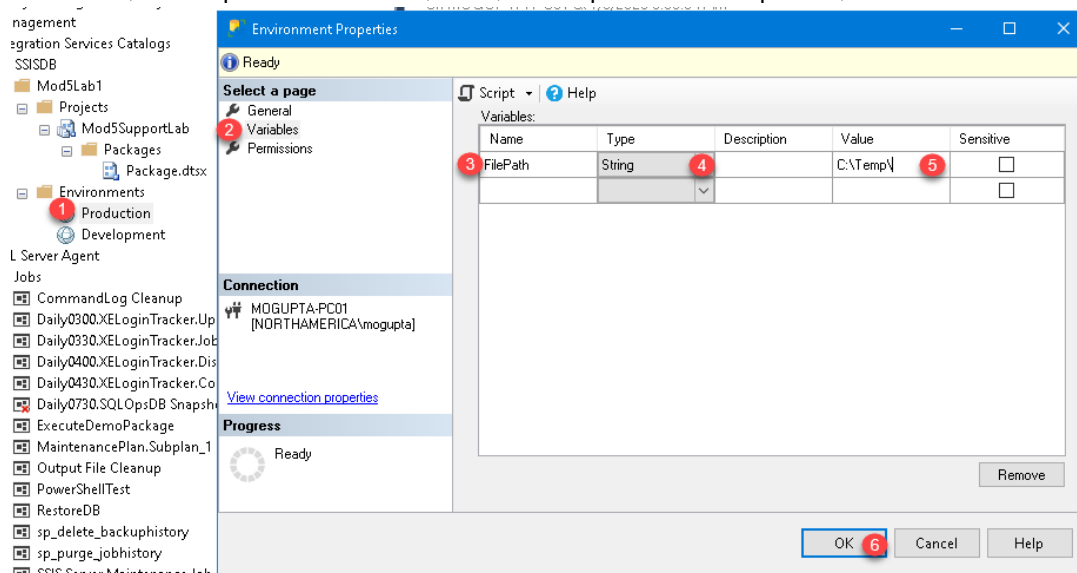 nagement
egration Services Catalogs
SSISDB
Mod5Lab1
Projects
Mod5SupportLab
Packages
Package.dtsx
Environments
1
Production
Development
L Server Agent
Jobs
CommandLog Cleanup
Daily0300.XELoginTracker.Up
Daily0330.XELoginTracker.Job
Daily0400.XELoginTracker.Dis
Daily0430.XELoginTracker.Co
Daily0730.SQLOpsDB Snapsh
ExecuteDemoPackage
MaintenancePlan.Subplan_1
Output File Cleanup
PowerShellTest
RestoreDB
sp_delete_backuphistory
sp_purge_jobhistory
SSIS Server Maintenance Job
Environment Properties
Ready
Select a page
General
2 Variables
Permissions
Connection
MOGUPTA-PC01
[NORTHAMERICA\mogupta]
View connection properties
Progress
Ready
Script Help
Variables:
Name Type Description Value Sensitive
3 FilePath String 4 C:\Temp\ 5
Remove
OK 6 Cancel Help